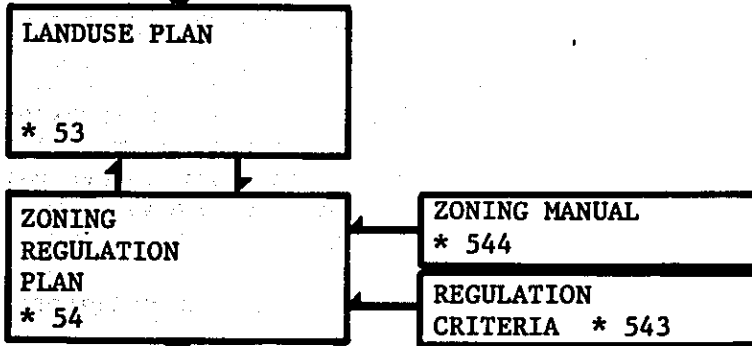 LANDUSE PLAN
* 53
ZONING
REGULATION
PLAN
* 54
ZONING MANUAL
* 544
REGULATION
CRITERIA * 543